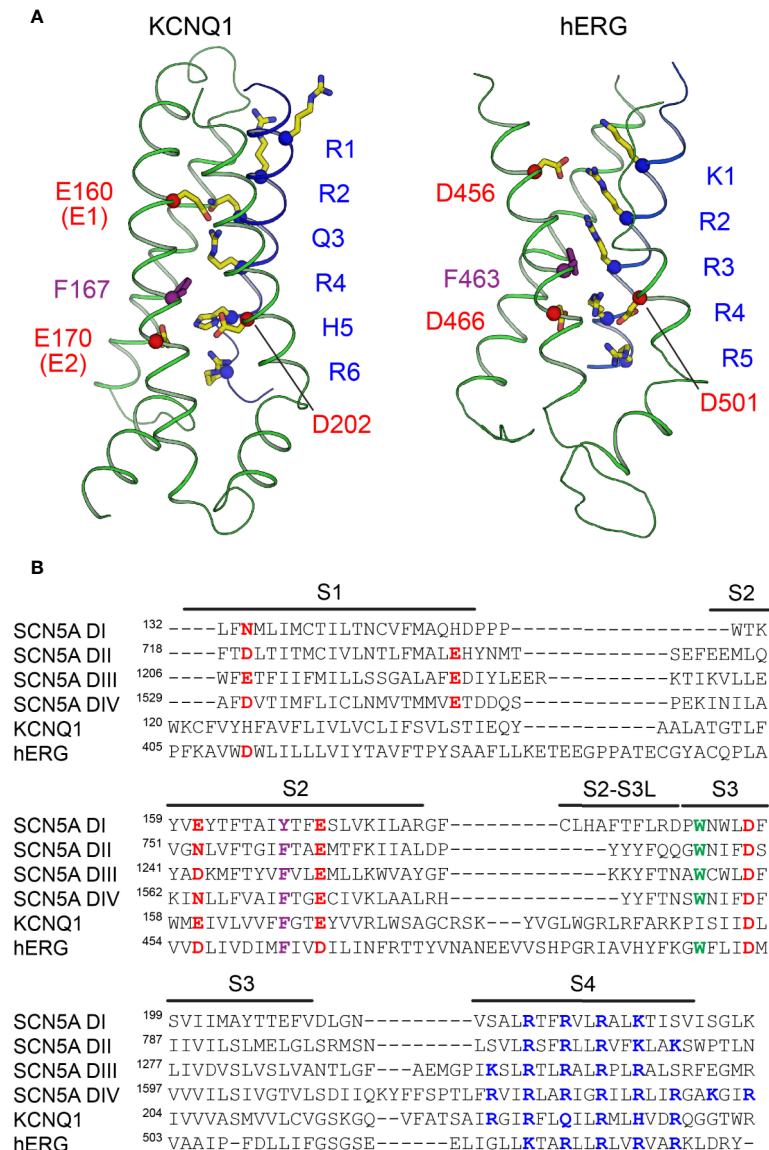 A
KCNQ1
hERG
R1
R2
Q3
R4
H5
R6
E160
(E1)
F167
E170
(E2)
D202
D456
F463
D466
K1
R2
R3
R4
R5
D501
B
S1 S2
SCN5A DI 132 ----LFNMLIMCTILTNCVFMAQHDPPP------------------WTK
SCN5A DII 718 ----FTDLTITMCIVLNTLFMALEHYNMT------------SEFEEMLQ
SCN5A DIII 1206 ----WFETFIIFMILLSSGALAFEDIYLEER----------KTIKVLLE
SCN5A DIV 1529 ----AFDVTIMFLICLNMVTMMVETDDQS------------PEKINILA
KCNQ1 120 WKCFVYHFAVFLIVLVCLIFSVLSTIEQY-----------AALATGTLF
hERG 405 PFKAVWDWLILLLVIYTAVFTPYSAAFLLKETEEGPPATECGYACQPLA
S2 S2-S3L S3
SCN5A DI 159 YVEYTFTAIYTFESLVKILARGF---------CLHAFTFLRDPWNWLDF
SCN5A DII 751 VGNLVFTGIFTAEMTFKIIALDP--------------YYYFQQGWNIFDS
SCN5A DIII 1241 YADKMFTYVFVLEMLLKWVAYGF--------------KKYFTNAWCWLDF
SCN5A DIV 1562 KINLLFVAIFTGECIVKLAALRH--------------YYFTNSWNIFDF
KCNQ1 158 WMEIVLVVFFGTEYVVRLWSAGCRSK---YVGLWGRLRFARKPISIIDL
hERG 454 VVDLIVDIMFIVDILINFRTTYVNANEEVVSHPGRIAVHYFKGWFLIDM
S3 S4
SCN5A DI 199 SVIIMAYTTEFVDLGN---------VSALRTFRVLRALKTISVISGLK
SCN5A DII 787 IIVILSLMELGLSRMSN--------LSVLRSFRLLRVFKLAKSWPTLN
SCN5A DIII 1277 LIVDVSLVSLVANTLGF---AEMGPIKSLRTLRALRPLRALSRFEGMR
SCN5A DIV 1597 VVVILSIVGTVLSDIIQKYFFSPTLFRVIRLARIGRILRLIRGAKGIR
KCNQ1 204 IVVVASMVVLCVGSKGQ--VFATSAIRGIRFLQILRMLHVDRQGGTWR
hERG 503 VAAIP-FDLLIFGSGSE----ELIGLLKTARLLRLVRVARKLDRY-